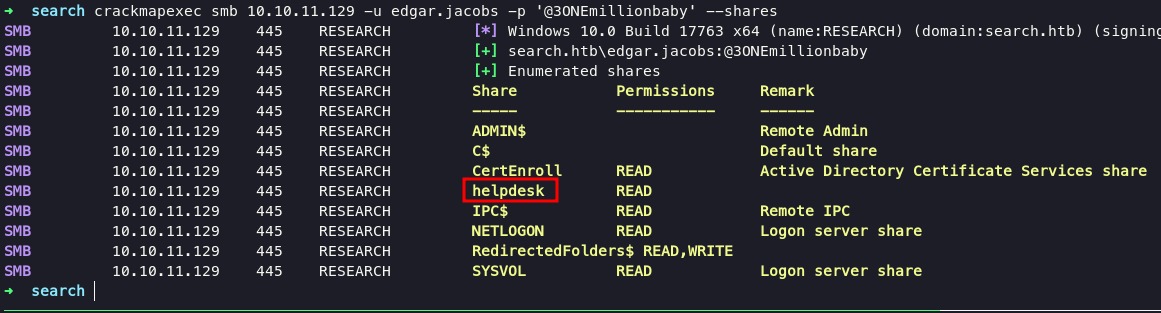 ➜ search crackmapexec smb 10.10.11.129 -u edgar.jacobs -p '@3ONEmillionbaby' --shares
SMB 10.10.11.129 445 RESEARCH [*] Windows 10.0 Build 17763 x64 (name:RESEARCH) (domain:search.htb) (signing
SMB 10.10.11.129 445 RESEARCH [+] search.htb\edgar.jacobs:@3ONEmillionbaby
SMB 10.10.11.129 445 RESEARCH [+] Enumerated shares
SMB 10.10.11.129 445 RESEARCH Share Permissions Remark
SMB 10.10.11.129 445 RESEARCH ----- ----------- ------
SMB 10.10.11.129 445 RESEARCH ADMIN$ Remote Admin
SMB 10.10.11.129 445 RESEARCH C$ Default share
SMB 10.10.11.129 445 RESEARCH CertEnroll READ Active Directory Certificate Services share
SMB 10.10.11.129 445 RESEARCH helpdesk READ
SMB 10.10.11.129 445 RESEARCH IPC$ READ Remote IPC
SMB 10.10.11.129 445 RESEARCH NETLOGON READ Logon server share
SMB 10.10.11.129 445 RESEARCH RedirectedFolders$ READ,WRITE
SMB 10.10.11.129 445 RESEARCH SYSVOL READ Logon server share
➜ search